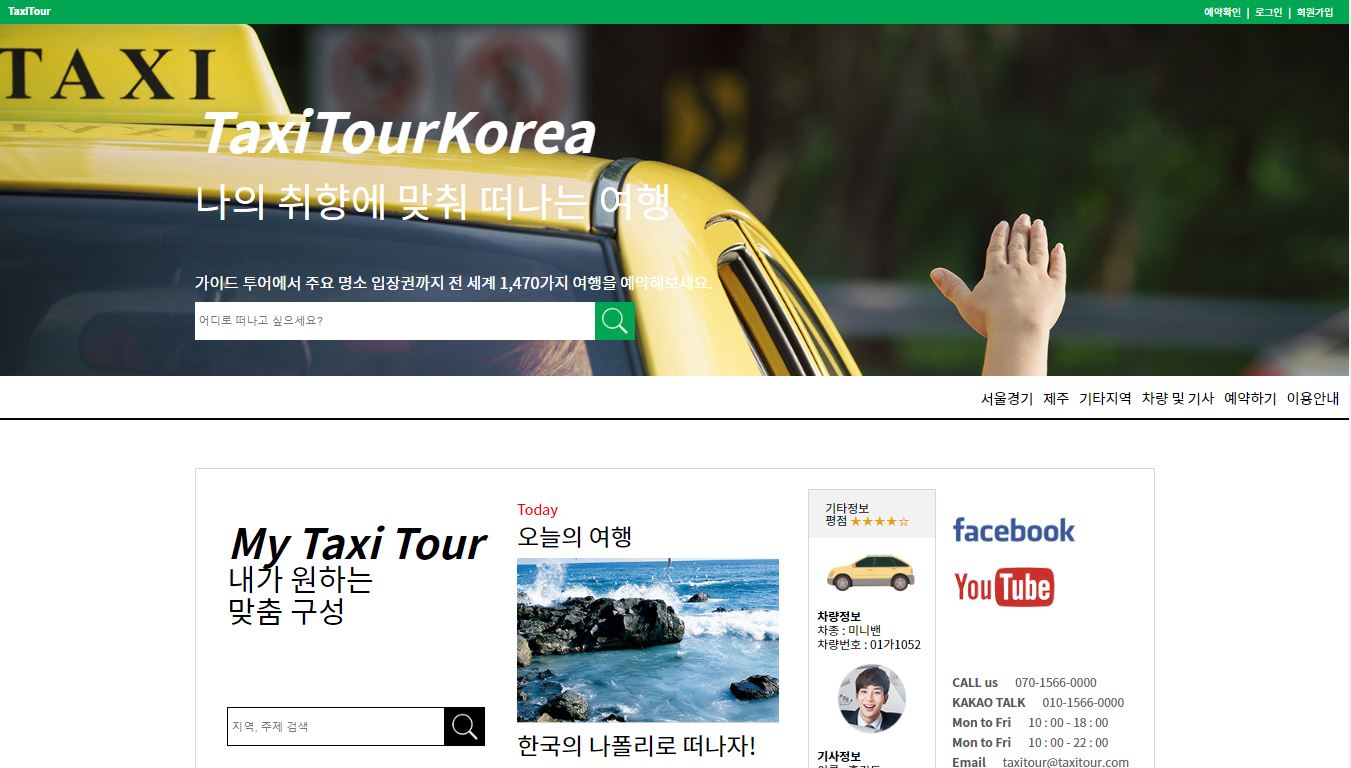 TaxiTour
예약확인 | 로그인 | 회원가입
TAXI
TaxiTourKorea
나의 취향에 맞춰 떠나는 여행
가이드 투어에서 주요 명소 입장권까지 전 세계 1,470가지 여행을 예약해보세요.
어디로 떠나고 싶으세요?
서울경기 제주 기타지역 차량 및 기사 예약하기 이용안내
My Taxi Tour
내가 원하는
맞춤 구성
지역, 주제 검색
Today
오늘의 여행
한국의 나폴리로 떠나자!
기타정보
평점 ★★★★☆
차량정보
차종 : 미니밴
차량번호 : 01가1052
기사정보
facebook
YouTube
CALL us 070-1566-0000
KAKAO TALK 010-1566-0000
Mon to Fri 10 : 00 - 18 : 00
Mon to Fri 10 : 00 - 22 : 00
Email taxitour@taxitour.com